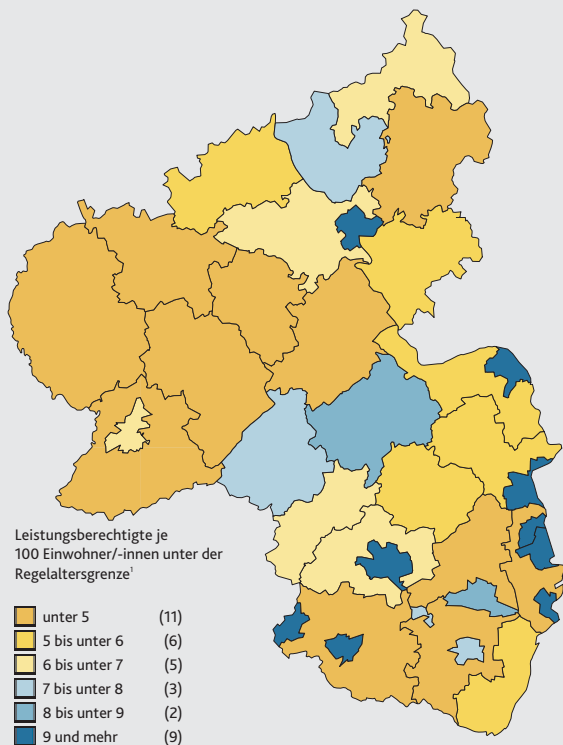 Leistungsberechtigte je
100 Einwohner/-innen unter der
Regelaltersgrenze¹
unter 5 (11)
5 bis unter 6 (6)
6 bis unter 7 (5)
7 bis unter 8 (3)
8 bis unter 9 (2)
9 und mehr (9)